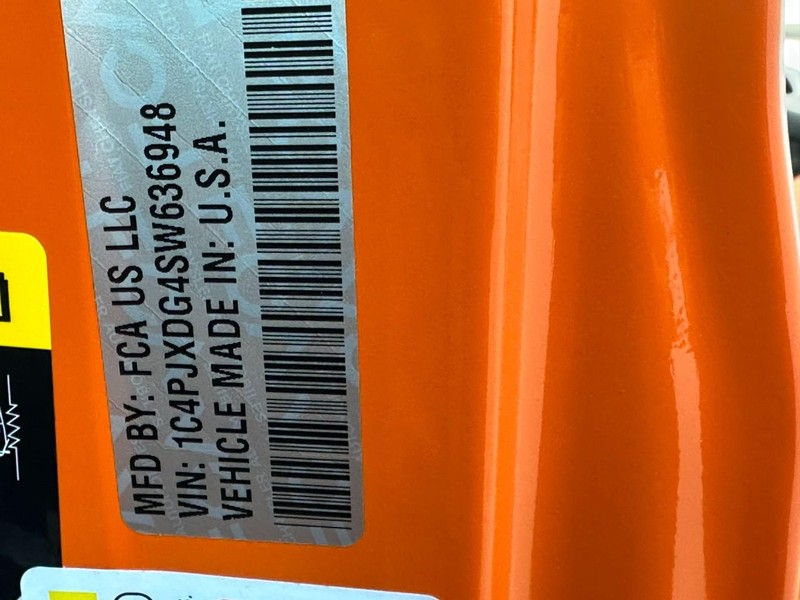 MFD BY: FCA US LLC
VIN: 1C4PJXDG4SW636948
VEHICLE MADE IN: U.S.A.